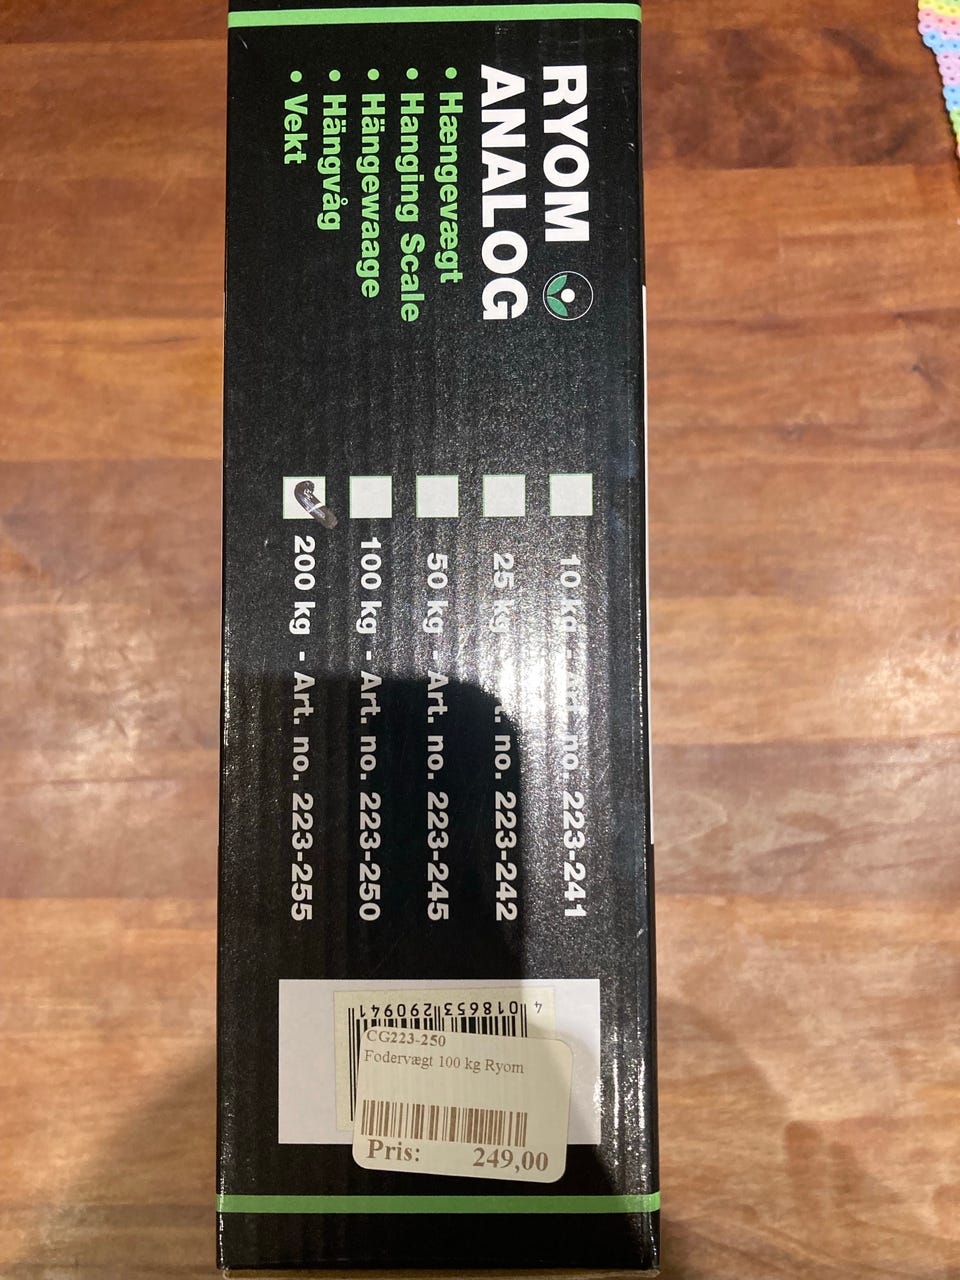 RYOM
ANALOG
• Hængevægt
• Hanging Scale
• Hängewaage
• Hängvåg
• Vekt
10 kg - Art. no. 223-241
25 kg - Art. no. 223-242
50 kg - Art. no. 223-245
100 kg - Art. no. 223-250
200 kg - Art. no. 223-255
4 018653 290941
CG223-250
Fodervægt 100 kg Ryom
Pris: 249,00